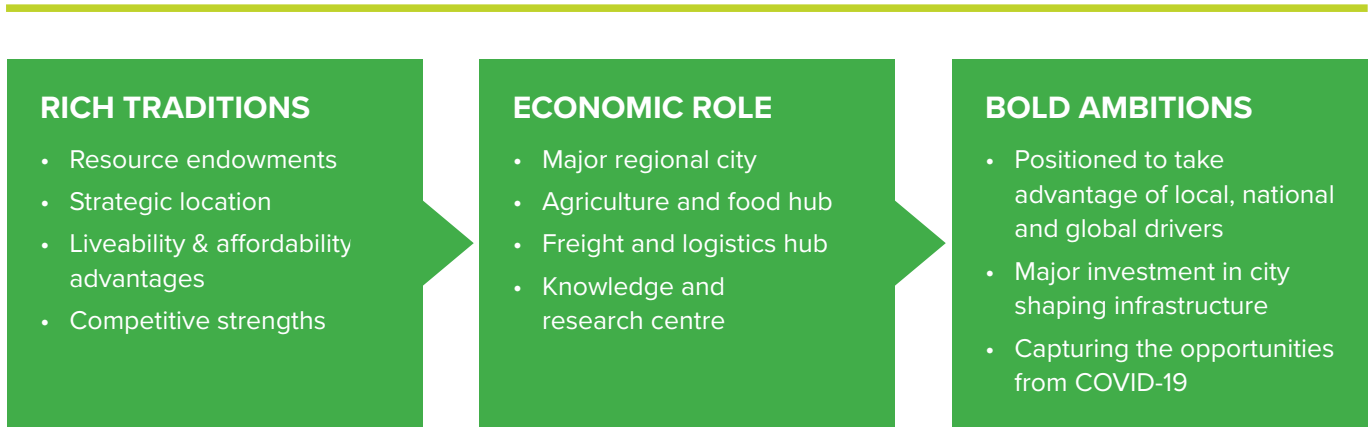 RICH TRADITIONS
• Resource endowments
• Strategic location
• Liveability & affordability
advantages
• Competitive strengths
ECONOMIC ROLE
• Major regional city
• Agriculture and food hub
• Freight and logistics hub
• Knowledge and
research centre
BOLD AMBITIONS
• Positioned to take
advantage of local, national
and global drivers
• Major investment in city
shaping infrastructure
• Capturing the opportunities
from COVID-19